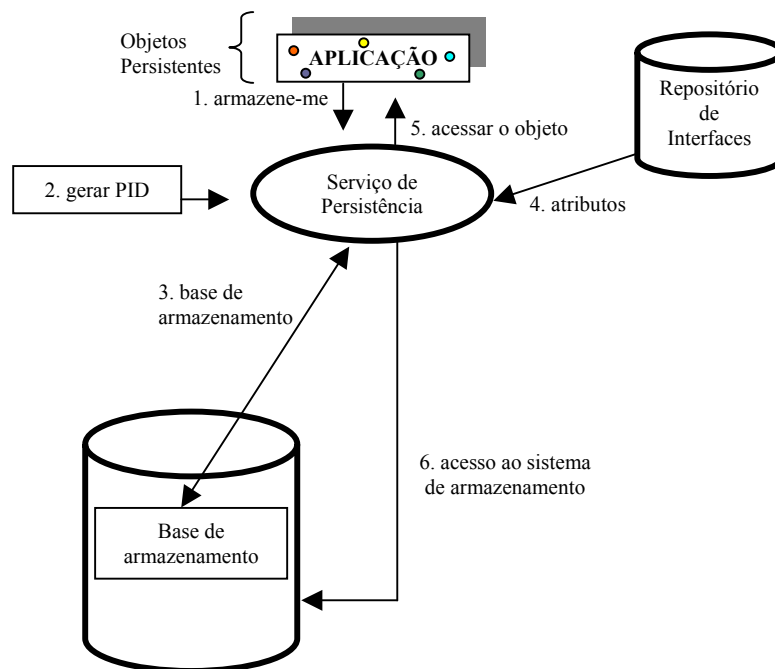 Objetos
Persistentes
APLICAÇÃO
1. armazene-me
5. acessar o objeto
Repositório
de
Interfaces
2. gerar PID
Serviço de
Persistência
4. atributos
3. base de
armazenamento
6. acesso ao sistema
de armazenamento
Base de
armazenamento